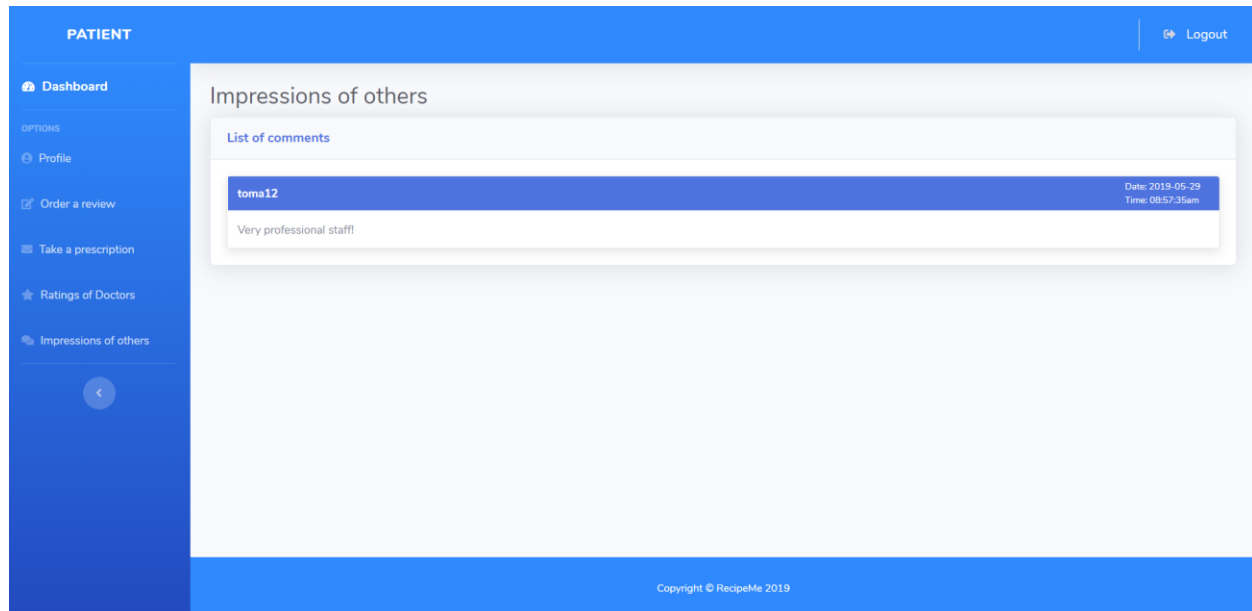 PATIENT
Logout
Dashboard
OPTIONS
Profile
Order a review
Take a prescription
Ratings of Doctors
Impressions of others
Impressions of others
List of comments
toma12
Date: 2019-05-29
Time: 08:57:35am
Very professional staff!
Copyright © RecipeMe 2019